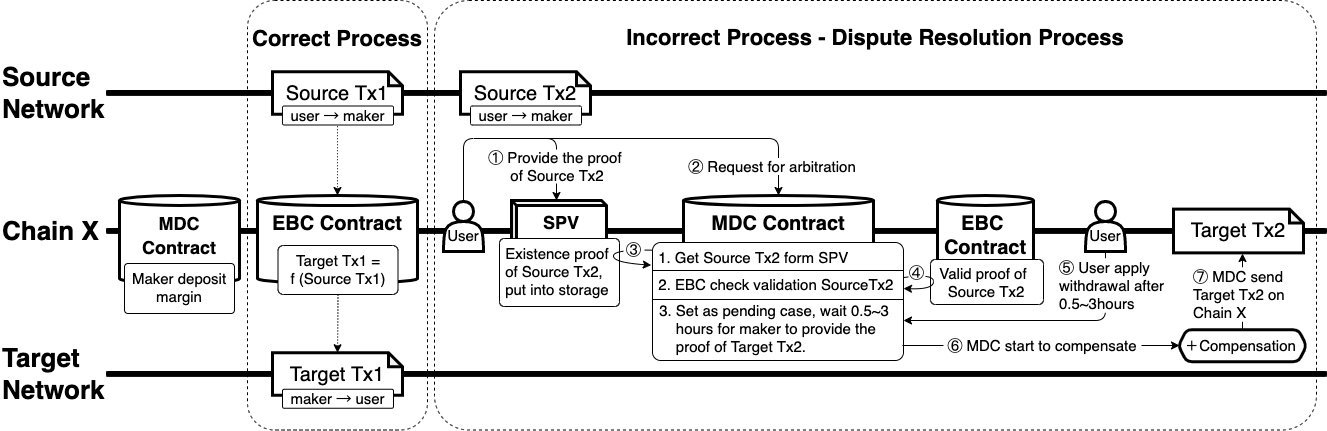 Correct Process
Incorrect Process - Dispute Resolution Process
Source
Network
Source Tx1
user → maker
Source Tx2
user → maker
① Provide the proof
of Source Tx2
② Request for arbitration
Chain X
MDC
Contract
Maker deposit
margin
EBC Contract
Target Tx1 =
f (Source Tx1)
User
SPV
Existence proof
of Source Tx2,
put into storage
③
MDC Contract
1. Get Source Tx2 form SPV
2. EBC check validation SourceTx2
3. Set as pending case, wait 0.5~3
hours for maker to provide the
proof of Target Tx2.
④
EBC
Contract
Valid proof of
Source Tx2
User
⑤ User apply
withdrawal after
0.5~3hours
Target Tx2
⑦ MDC send
Target Tx2 on
Chain X
⑥ MDC start to compensate
+ Compensation
Target
Network
Target Tx1
maker → user